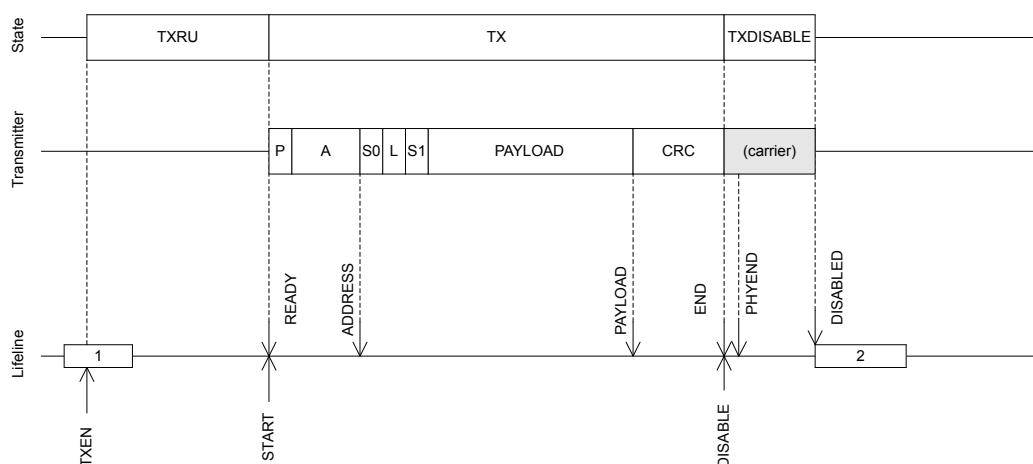 State
TXRU
TX
TXDISABLE
Transmitter
P
A
S0
L
S1
PAYLOAD
CRC
(carrier)
READY
ADDRESS
PAYLOAD
END
PHYEND
DISABLED
Lifeline
1
2
TXEN
START
DISABLE